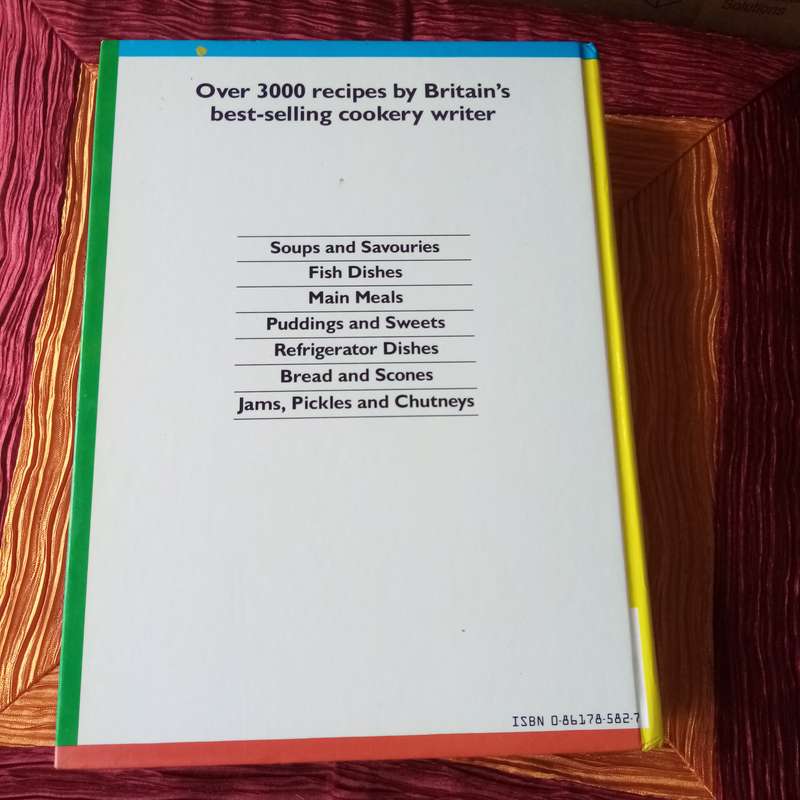 Solutions
Over 3000 recipes by Britain's
best-selling cookery writer
Soups and Savouries
Fish Dishes
Main Meals
Puddings and Sweets
Refrigerator Dishes
Bread and Scones
Jams, Pickles and Chutneys
ISBN 0-86178-582-7